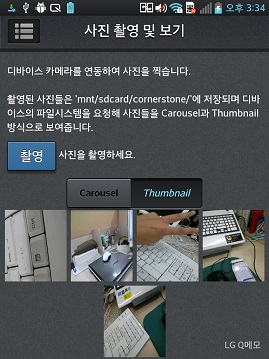 오후 3:34
사진 촬영 및 보기
디바이스 카메라를 연동하여 사진을 찍습니다.
촬영된 사진들은 'mnt/sdcard/cornerstone/'에 저장되며 디바
이스의 파일시스템을 요청해 사진들을 Carousel과 Thumbnail
방식으로 보여줍니다.
촬영 사진을 촬영하세요.
Carousel Thumbnail
LG Q메모